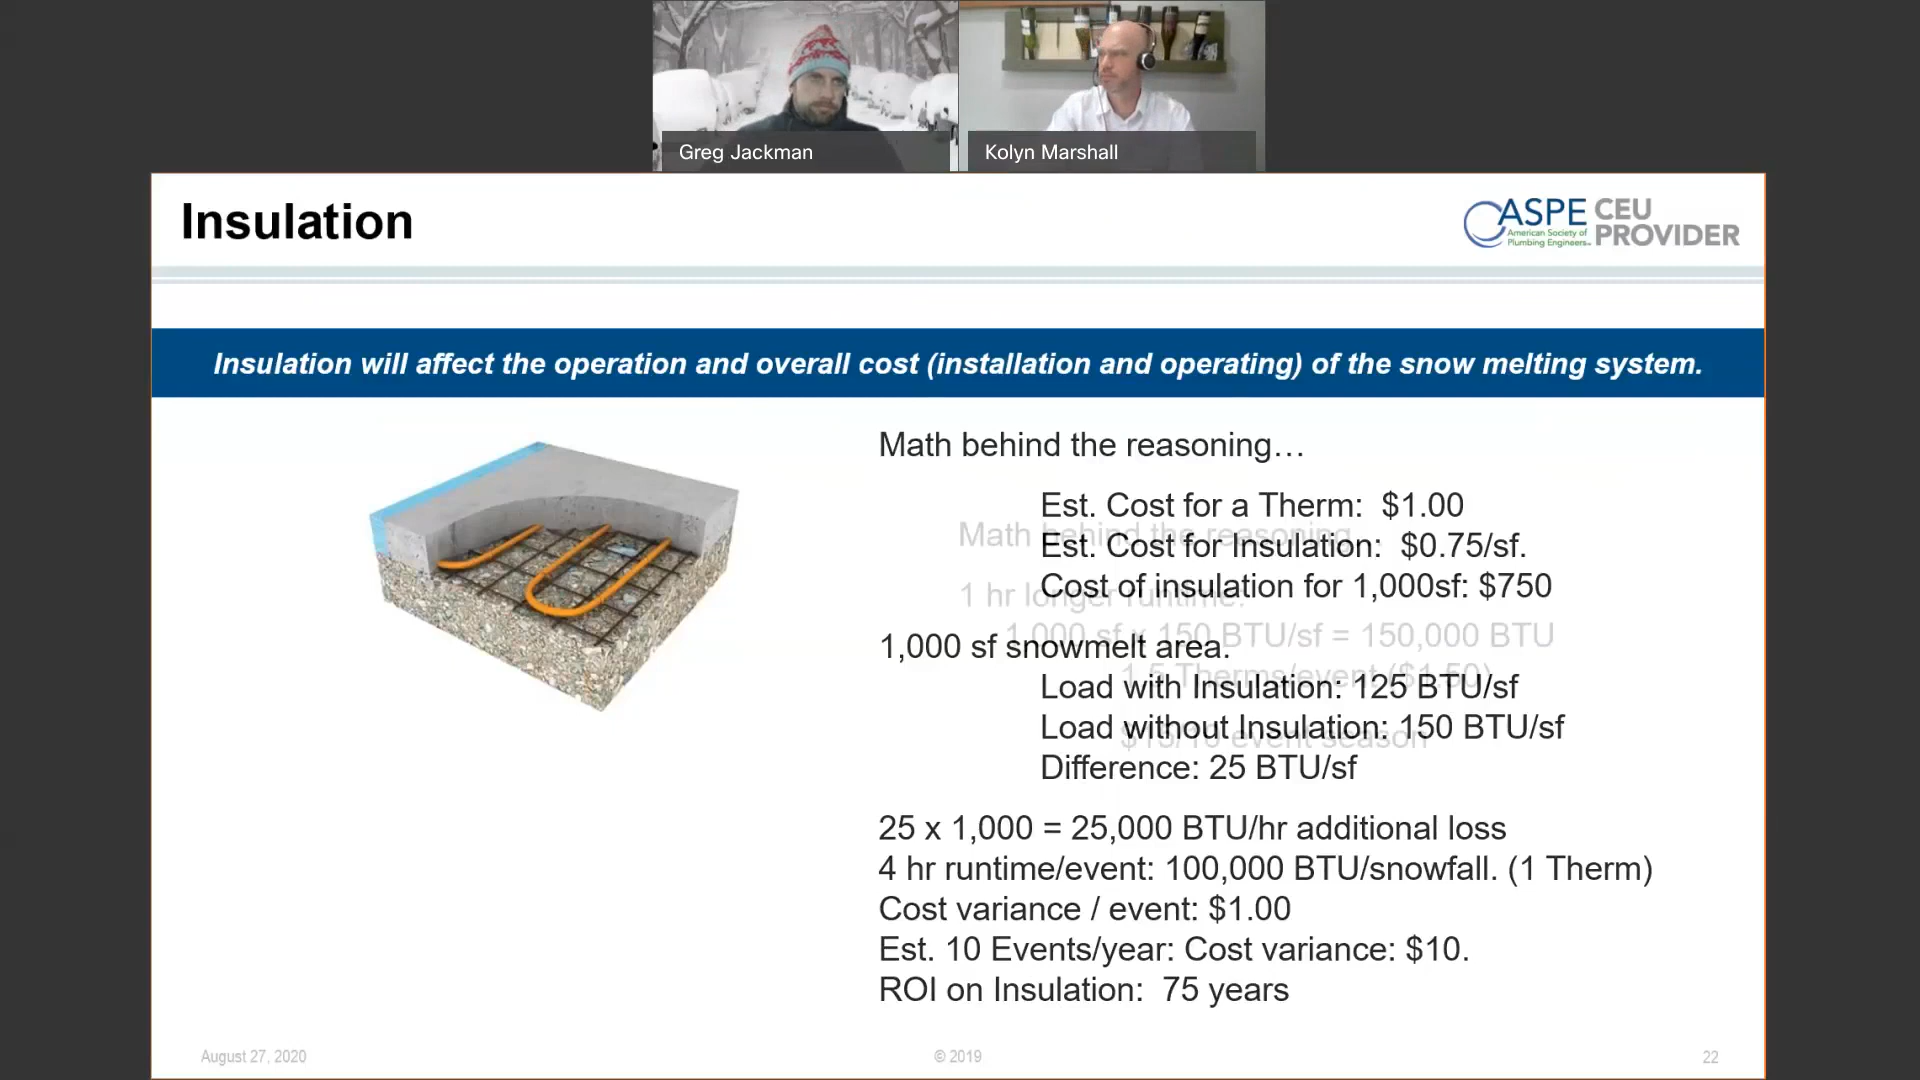 Greg Jackman
Kolyn Marshall
Insulation
ASPE
American Society of
Plumbing Engineers
CEU
PROVIDER
Insulation will affect the operation and overall cost (installation and operating) of the snow melting system.
Math behind the reasoning…
Est. Cost for a Therm: $1.00
Math behind the reasoning
Est. Cost for Insulation: $0.75/sf.
Cost of insulation for 1,000sf: $750
1 hr longer runtime:
1,000 sf x 150 BTU/sf = 150,000 BTU
1,000 sf snowmelt area.
1.5 Therms/event ($1.50)
Load with Insulation: 125 BTU/sf
Load without Insulation: 150 BTU/sf
$15/10 event season
Difference: 25 BTU/sf
25 x 1,000 = 25,000 BTU/hr additional loss
4 hr runtime/event: 100,000 BTU/snowfall. (1 Therm)
Cost variance / event: $1.00
Est. 10 Events/year: Cost variance: $10.
ROI on Insulation: 75 years
August 27, 2020
© 2019
22